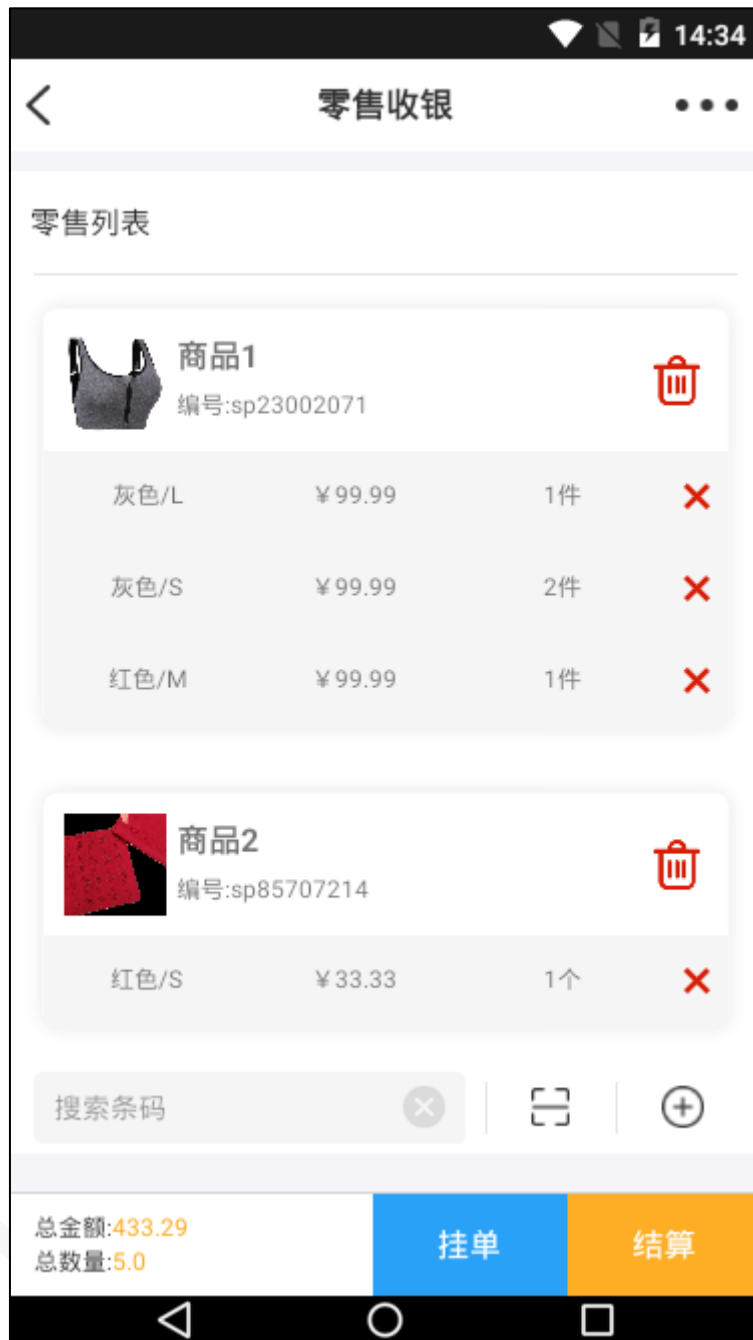 14:34
零售收银
零售列表
商品1
编号:sp23002071
灰色/L ￥99.99 1件
灰色/S ￥99.99 2件
红色/M ￥99.99 1件
商品2
编号:sp85707214
红色/S ￥33.33 1个
搜索条码
总金额:433.29
总数量:5.0
挂单 结算